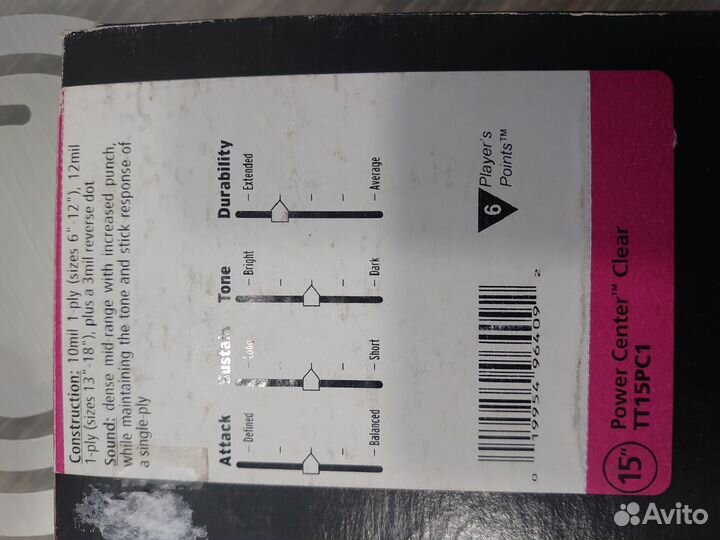 Construction: 10mil 1-ply (sizes 6"-12"), 12mil
1-ply (sizes 13"-18"), plus a 3mil reverse dot
Sound: dense mid-range with increased punch,
while maintaining the tone and stick response of
a single-ply
Attack
Defined
Balanced
Sustain
Long
Short
Tone
Bright
Dark
Durability
Extended
Average
0 19954 96409 2
6 Player's
Points™
15" Power Center™ Clear
TT15PC1
Avito